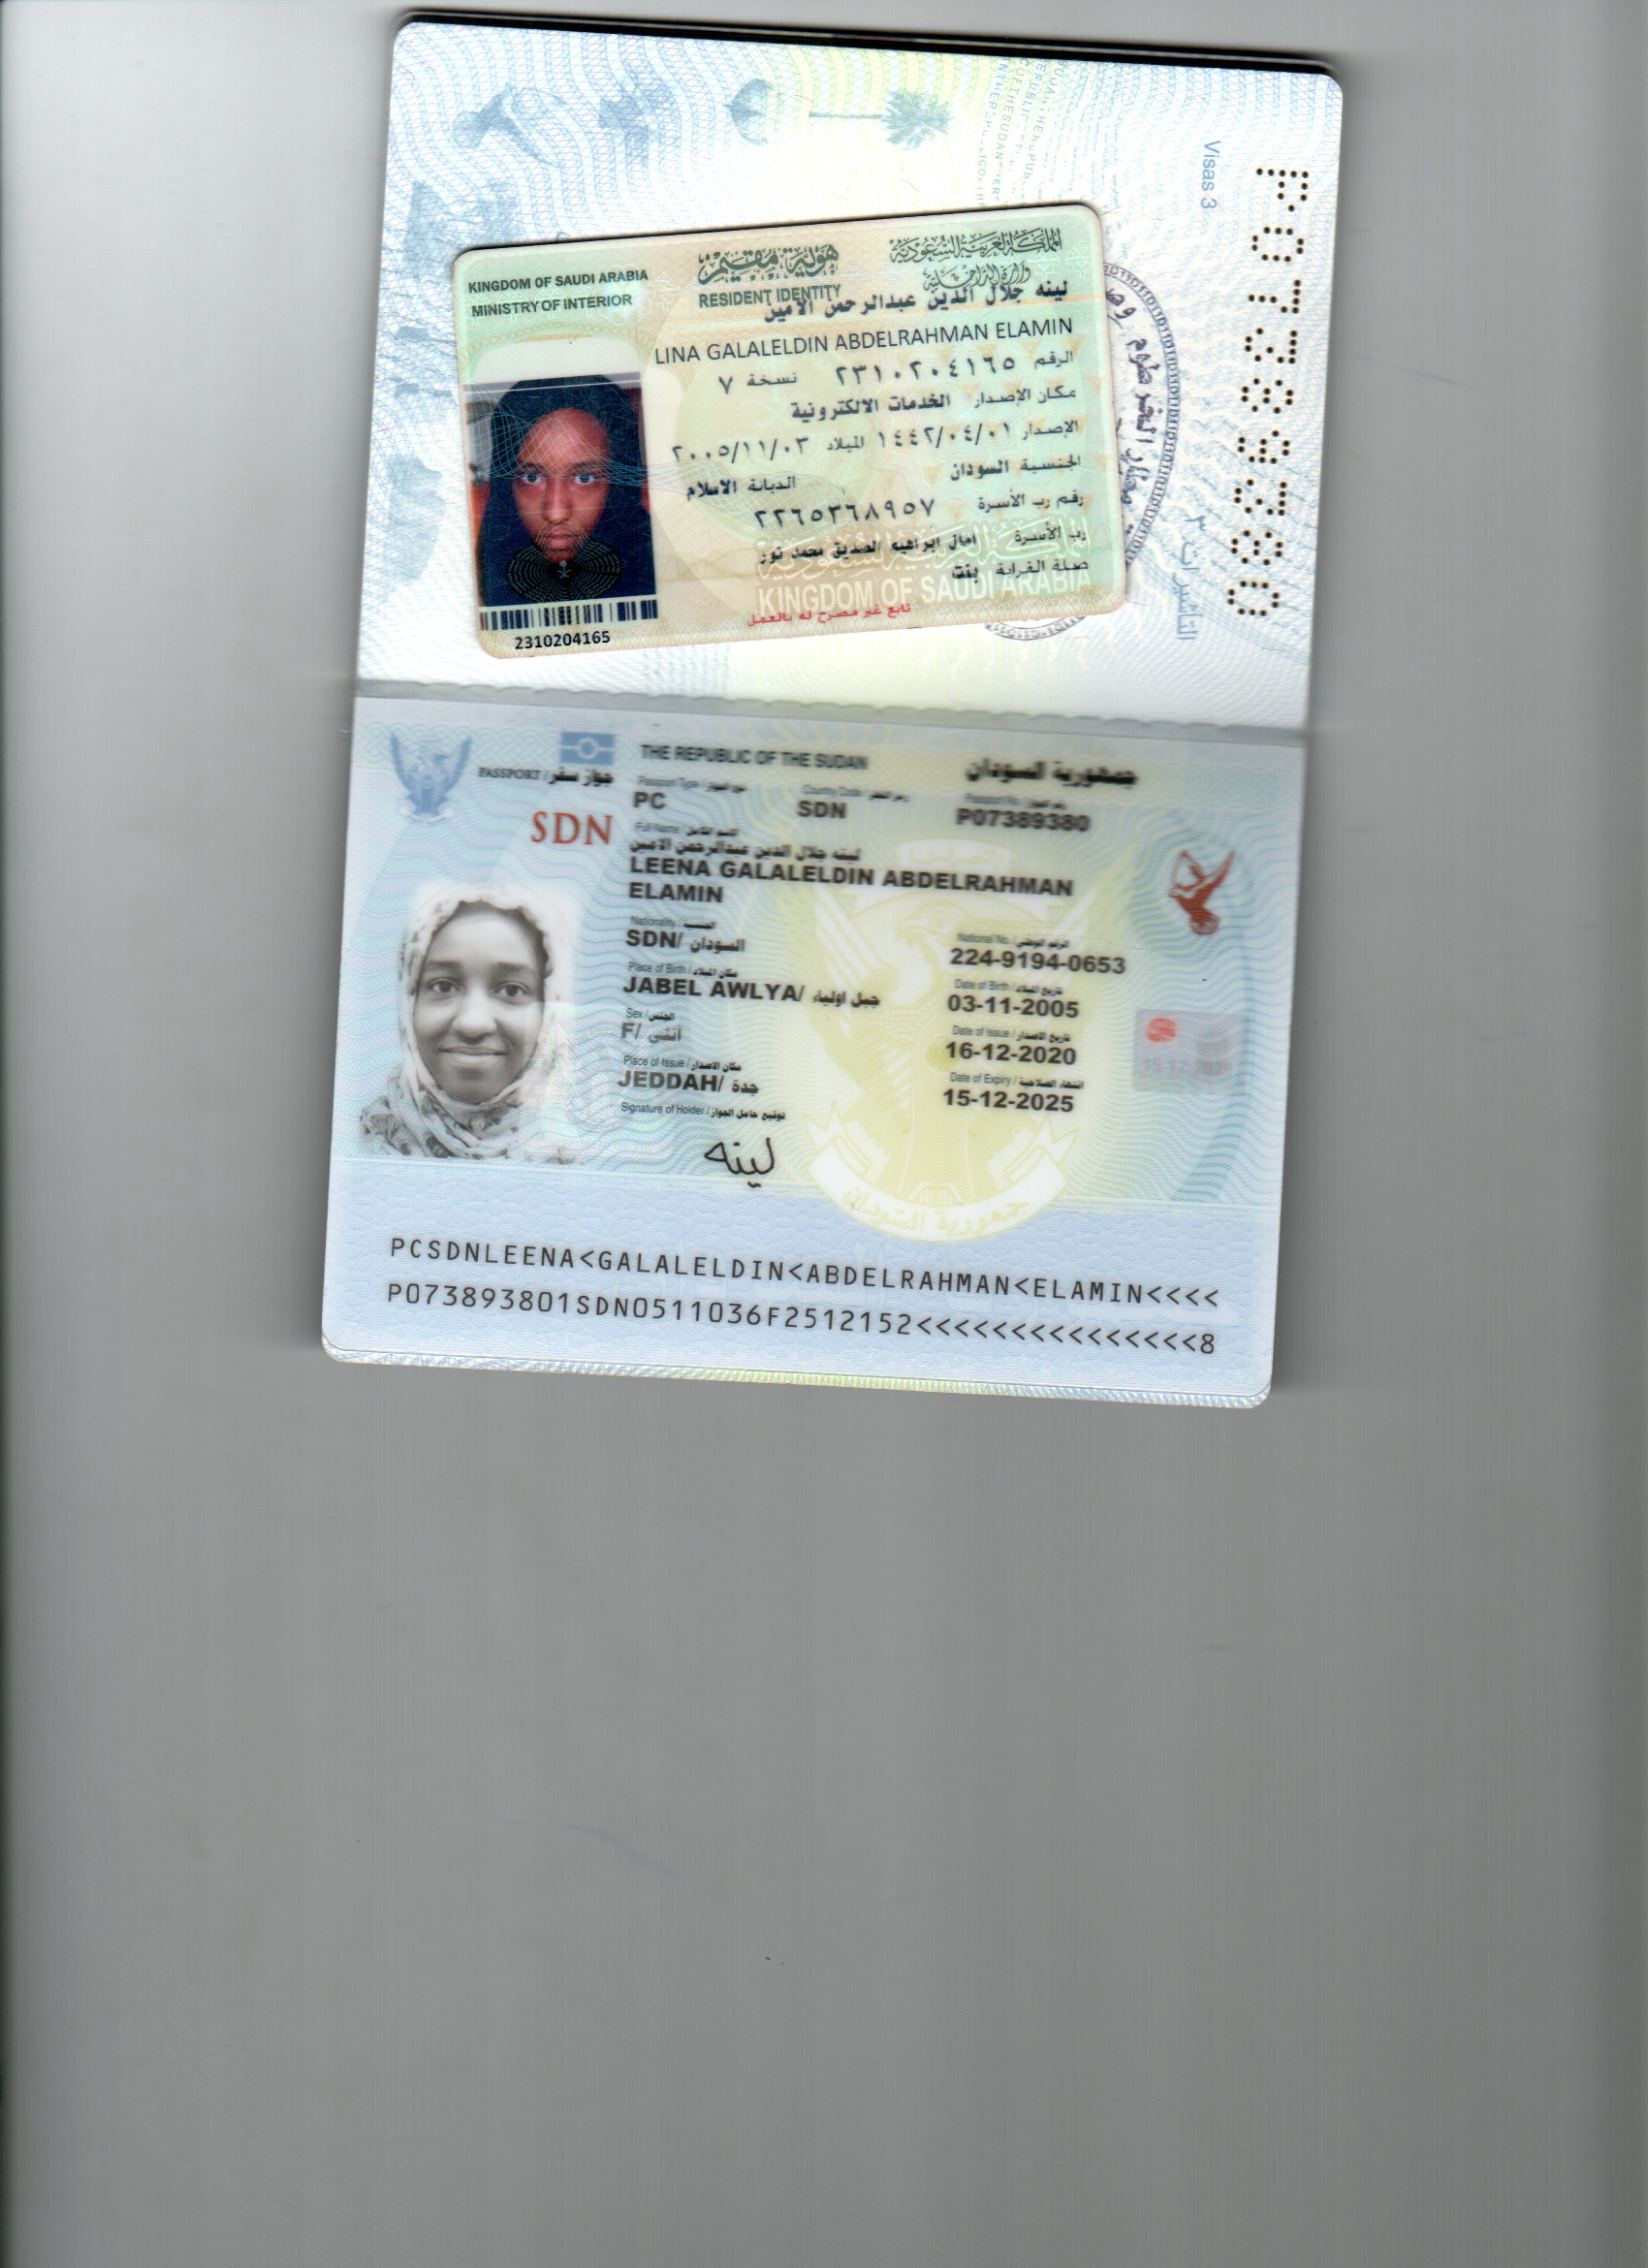 Visas 3
P07389380
التأشيرات ٣
المملكة العربية السعودية
وزارة الداخلية
هوية مقيم
RESIDENT IDENTITY
KINGDOM OF SAUDI ARABIA
MINISTRY OF INTERIOR
لينه جلال الدين عبدالرحمن الامين
LINA GALALELDIN ABDELRAHMAN ELAMIN
الرقم ٢٣١٠٢٠٤١٦٥ نسخة ٧
مكان الإصدار الخدمات الالكترونية
الإصدار ١٤٤٢/٠٤/٠١ الميلاد ٢٠٠٥/١١/٠٣
الجنسية السودان
الديانة الاسلام
رقم رب الأسرة ٢٢٦٥٣٦٨٩٥٧
رب الأسرة امال ابراهيم الصديق محمد نور
صلة القرابة بنت
المملكة العربية السعودية
KINGDOM OF SAUDI ARABIA
تابع غير مصرح له بالعمل
2310204165
THE REPUBLIC OF THE SUDAN جمهورية السودان
PASSPORT / جواز سفر
Passport Type / نوع الجواز Country Code / رمز القطر Passport No. / رقم الجواز
PC SDN P07389380
SDN
Full Name / الاسم الكامل
لينه جلال الدين عبدالرحمن الامين
LEENA GALALELDIN ABDELRAHMAN
ELAMIN
Nationality / الجنسية
SDN/ السودان
National No. / الرقم الوطني
224-9194-0653
Place of Birth / مكان الميلاد
JABEL AWLYA/ جبل اولياء
Date of Birth / تاريخ الميلاد
03-11-2005
Sex / الجنس
F/ أنثى
Date of Issue / تاريخ الاصدار
16-12-2020
Place of Issue / مكان الاصدار
JEDDAH/ جدة
Date of Expiry / انتهاء الصلاحية
15-12-2025
Signature of Holder / توقيع حامل الجواز
لينه
جمهورية السودان
PCSDNLEENA<GALALELDIN<ABDELRAHMAN<ELAMIN<<<<
P073893801SDN0511036F2512152<<<<<<<<<<<<<<<8